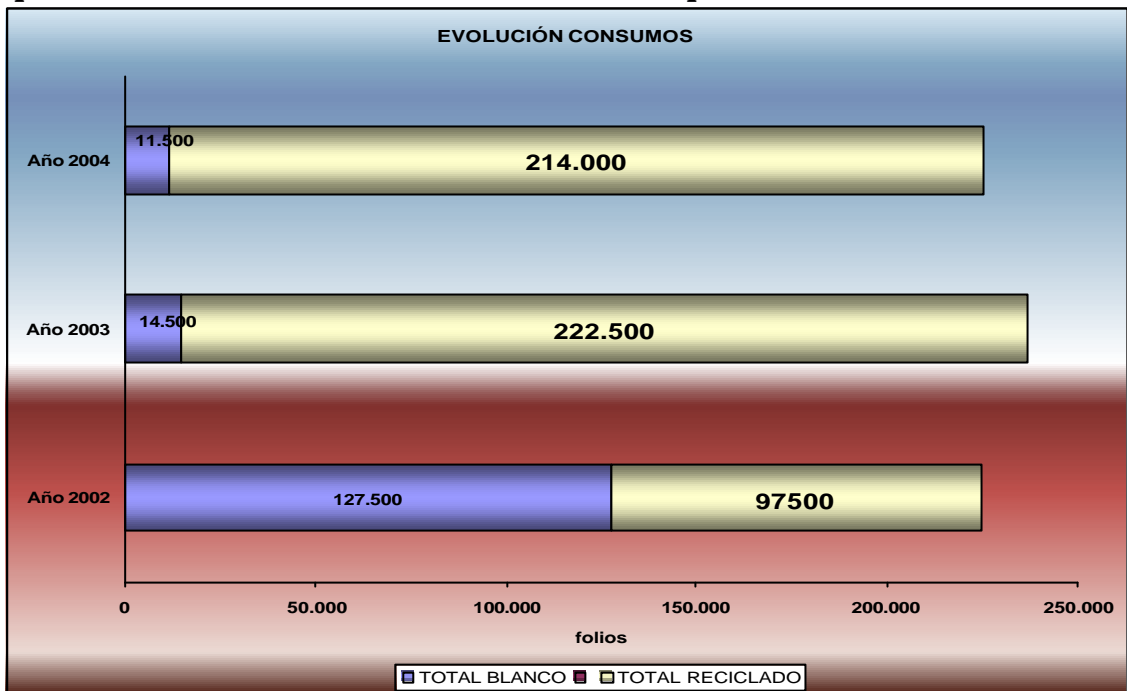 EVOLUCIÓN CONSUMOS
Año 2004
11.500
214.000
Año 2003
14.500
222.500
Año 2002
127.500
97500
0 50.000 100.000 150.000 200.000 250.000
folios
TOTAL BLANCO TOTAL RECICLADO